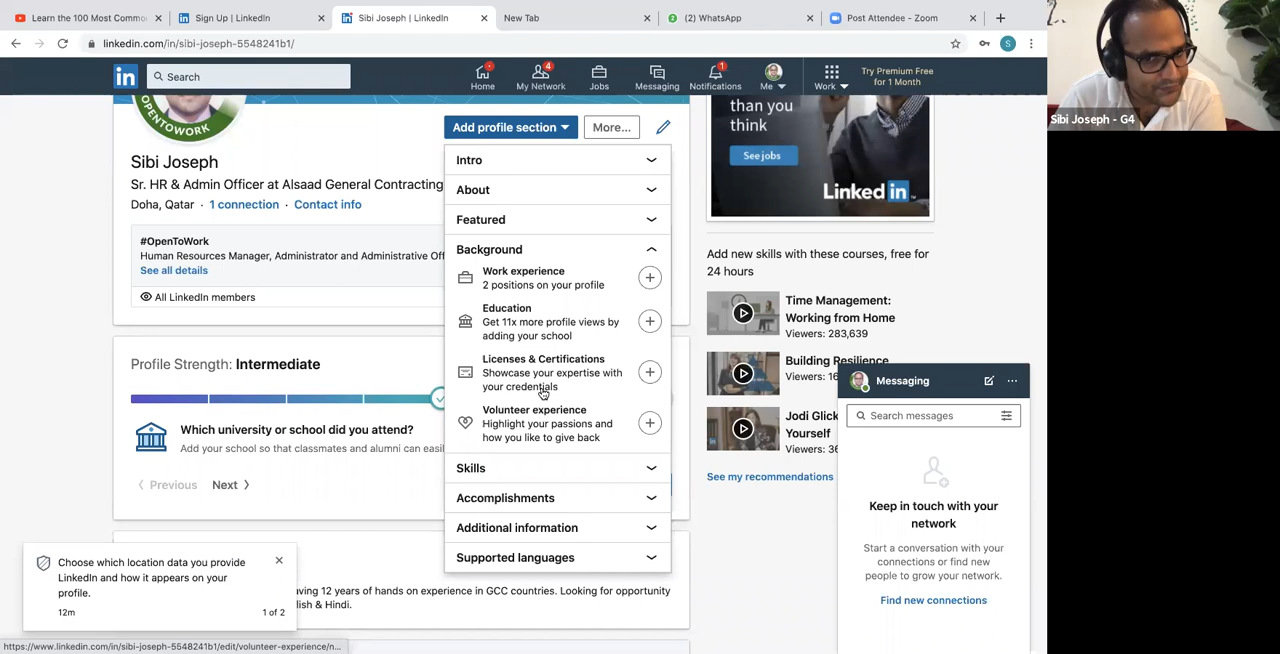 Learn the 100 Most Commo
Sign Up | LinkedIn
Sibi Joseph | LinkedIn
New Tab
(2) WhatsApp
Post Attendee - Zoom
linkedin.com/in/sibi-joseph-5548241b1/
S
in
Search
Home
4
My Network
Jobs
Messaging
1
Notifications
Me
Work
Try Premium Free
for 1 Month
Sibi Joseph - G4
#OPENTOWORK
Add profile section
More...
Sibi Joseph
Sr. HR & Admin Officer at Alsaad General Contracting
Doha, Qatar · 1 connection · Contact info
#OpenToWork
Human Resources Manager, Administrator and Administrative Off
See all details
All LinkedIn members
Intro
About
Featured
Background
Work experience
2 positions on your profile
Education
Get 11x more profile views by
adding your school
Licenses & Certifications
Showcase your expertise with
your credentials
Volunteer experience
Highlight your passions and
how you like to give back
Skills
Accomplishments
Additional information
Supported languages
Profile Strength: Intermediate
Which university or school did you attend?
Add your school so that classmates and alumni can easil
Previous
Next
Choose which location data you provide
LinkedIn and how it appears on your
profile.
12m
1 of 2
aving 12 years of hands on experience in GCC countries. Looking for opportunity
lish & Hindi.
https://www.linkedin.com/in/sibi-joseph-5548241b1/edit/volunteer-experience/n...
than you
think
See jobs
Linked in
Add new skills with these courses, free for
24 hours
Time Management:
Working from Home
Viewers: 283,639
Building Resilience
Viewers: 16
Jodi Glick
Yourself
Viewers: 36
See my recommendations
Messaging
Search messages
Keep in touch with your
network
Start a conversation with your
connections or find new
people to grow your network.
Find new connections